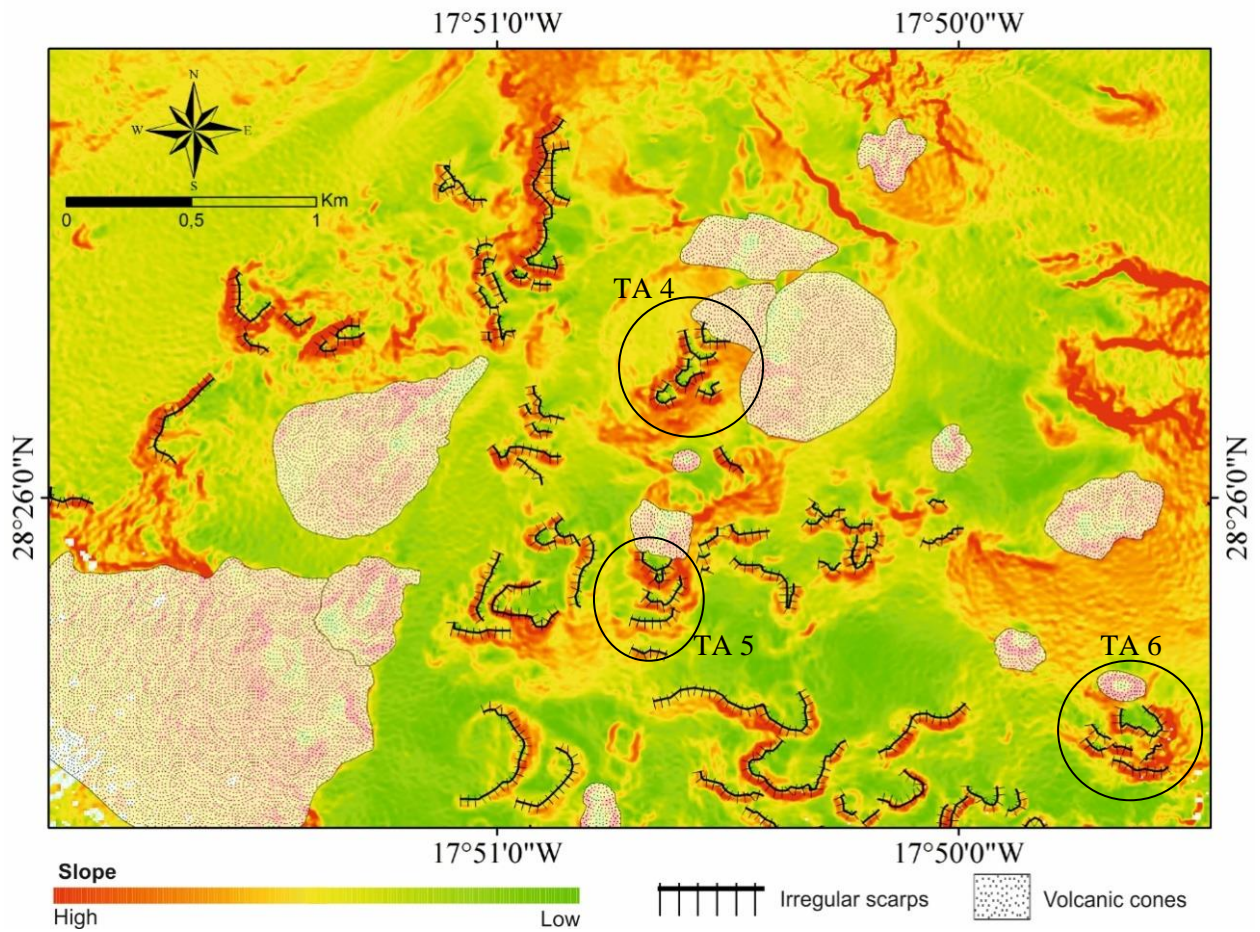 17°51'0"W 17°50'0"W
N
W E
S
0 0,5 1 Km
TA 4
28°26'0"N 28°26'0"N
TA 5
TA 6
17°51'0"W 17°50'0"W
Slope
High Low
Irregular scarps
Volcanic cones